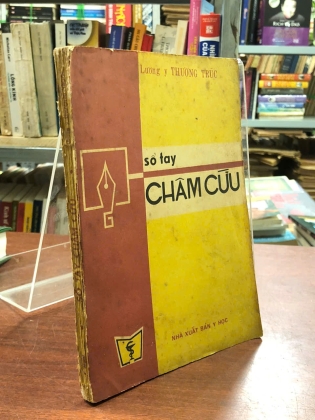 Lương y THƯỢNG TRÚC
sổ tay
CHÂM CỨU
NHÀ XUẤT BẢN Y HỌC